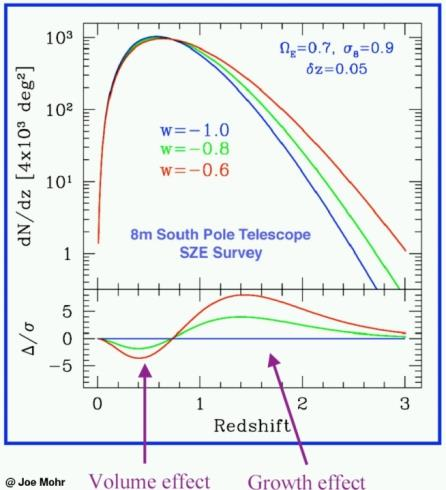 dN/dz [4x10³ deg²]
10³
10²
10¹
1
Ω_E=0.7, σ₈=0.9
δz=0.05
w=−1.0
w=−0.8
w=−0.6
8m South Pole Telescope
SZE Survey
Δ/σ
5
0
−5
0 1 2 3
Redshift
@ Joe Mohr
Volume effect
Growth effect